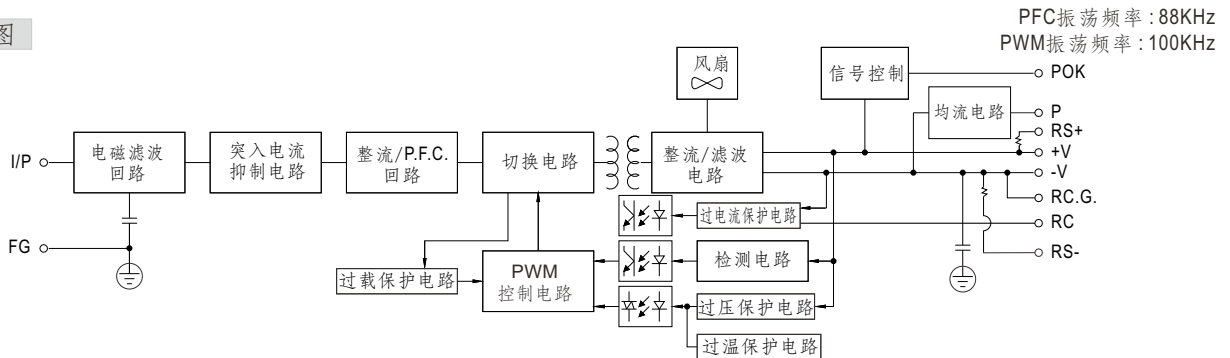 图
PFC振荡频率 : 88KHz
PWM振荡频率 : 100KHz
风扇
信号控制
POK
均流电路
P
RS+
+V
-V
RC.G.
RC
RS-
I/P
电磁滤波
回路
突入电流
抑制电路
整流/P.F.C.
回路
切换电路
整流/滤波
电路
过电流保护电路
FG
过载保护电路
PWM
控制电路
检测电路
过压保护电路
过温保护电路